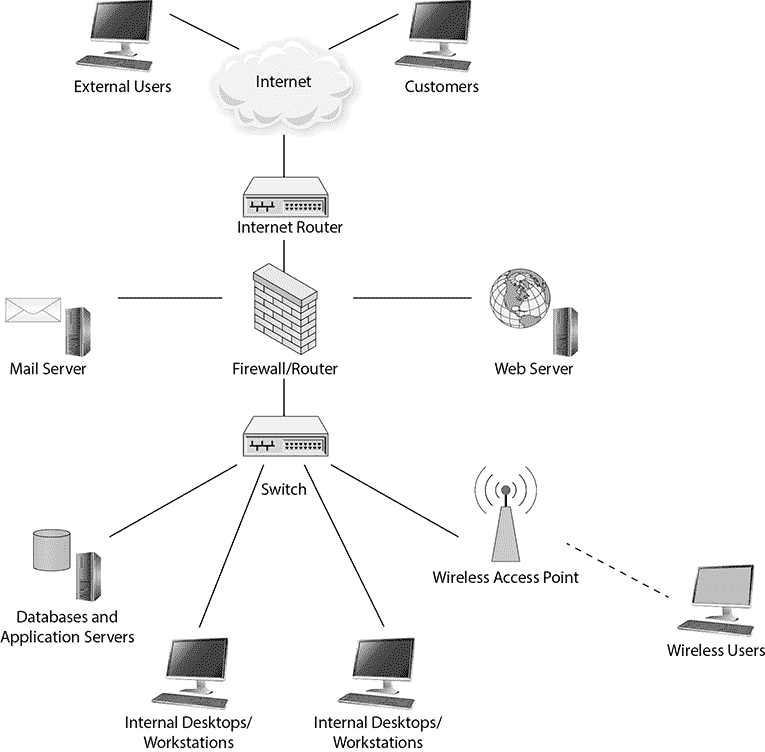 External Users
Internet
Customers
Internet Router
Mail Server
Firewall/Router
Web Server
Switch
Wireless Access Point
Databases and
Application Servers
Wireless Users
Internal Desktops/
Workstations
Internal Desktops/
Workstations